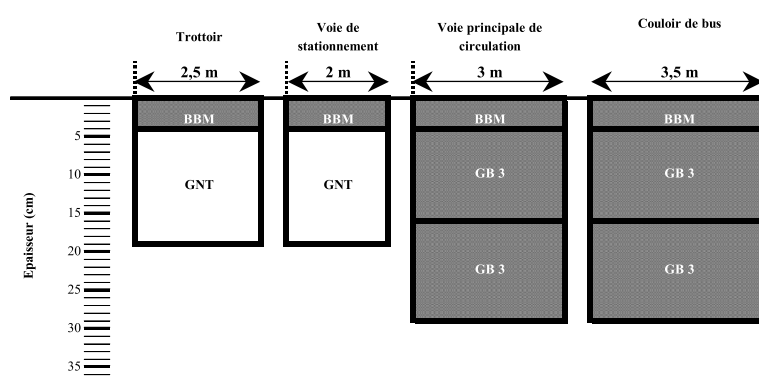 Trottoir
Voie de
stationnement
Voie principale de
circulation
Couloir de bus
2,5 m
2 m
3 m
3,5 m
BBM
BBM
BBM
BBM
GNT
GNT
GB 3
GB 3
GB 3
GB 3
Epaisseur (cm)
5
10
15
20
25
30
35